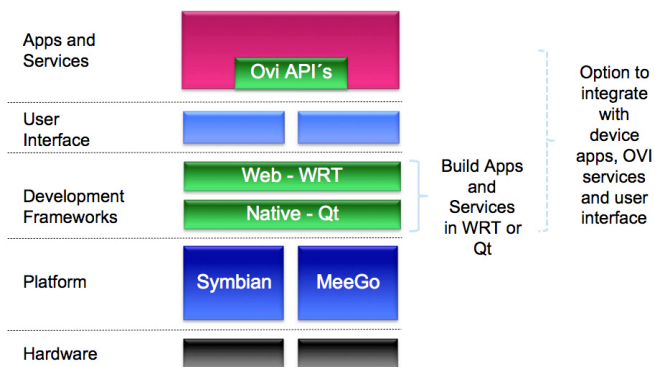 Apps and
Services
Ovi API´s
User
Interface
Development
Frameworks
Web - WRT
Native - Qt
Build Apps
and
Services
in WRT or
Qt
Option to
integrate
with
device
apps, OVI
services
and user
interface
Platform
Symbian
MeeGo
Hardware